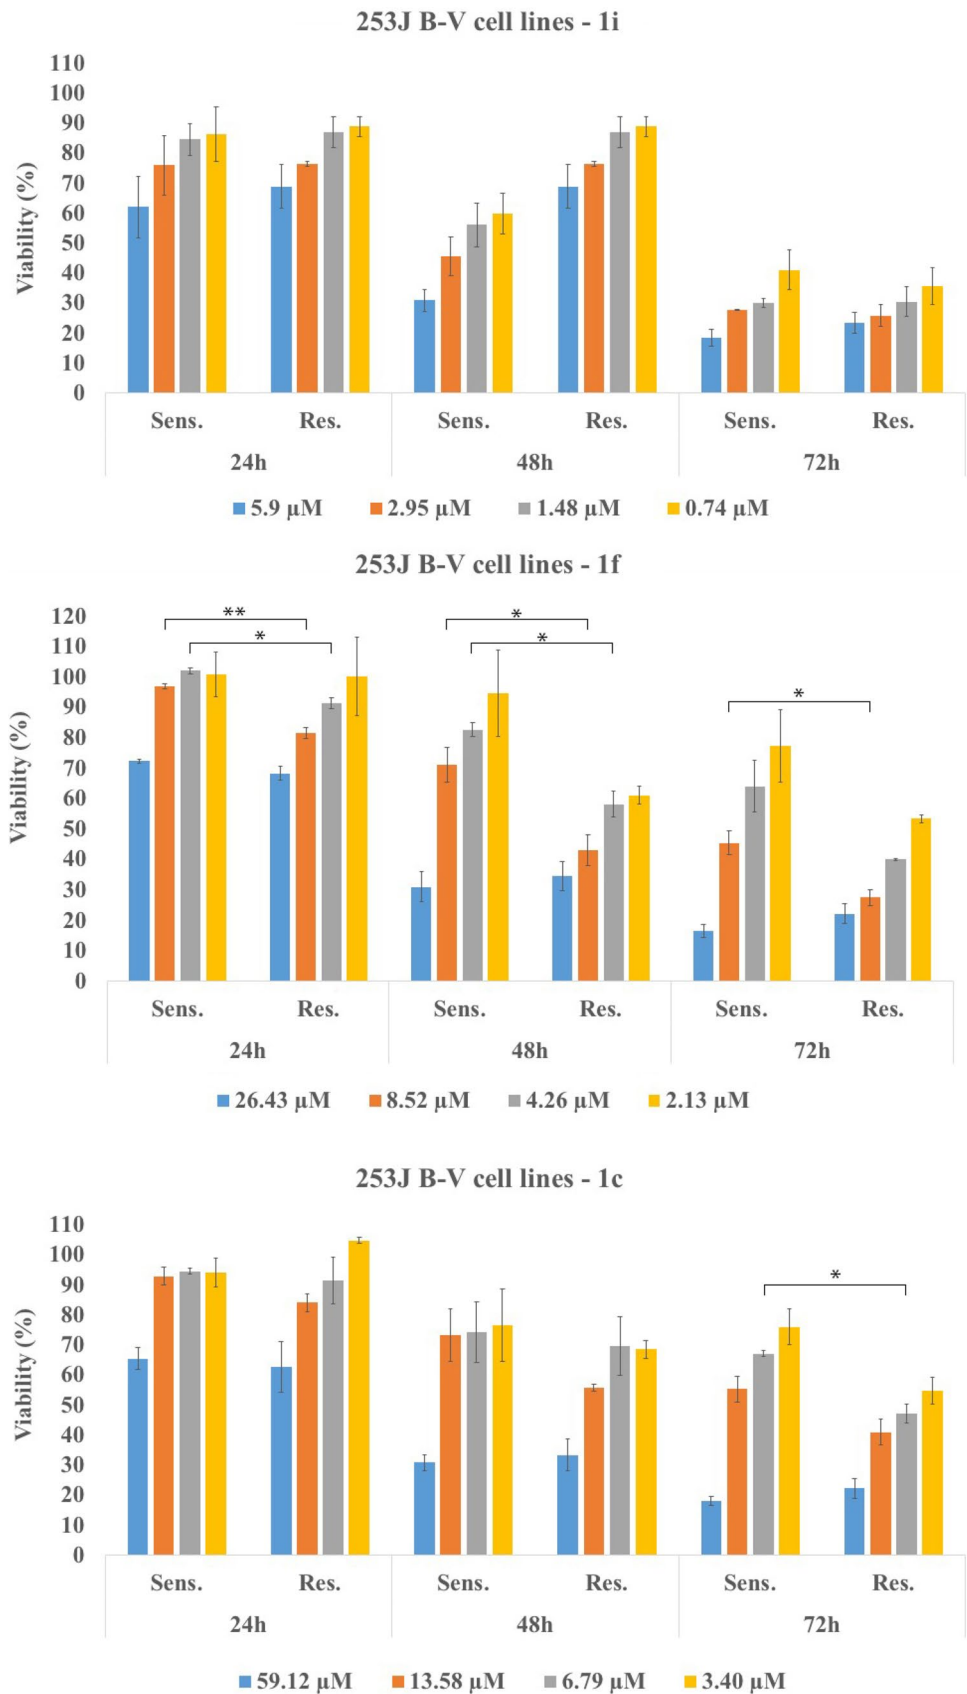 253J B-V cell lines - 1i
Viability (%)
110
100
90
80
70
60
50
40
30
20
10
0
Sens. Res. Sens. Res. Sens. Res.
24h 48h 72h
5.9 µM 2.95 µM 1.48 µM 0.74 µM
253J B-V cell lines - 1f
Viability (%)
120
110
100
90
80
70
60
50
40
30
20
10
0
** *
* *
*
Sens. Res. Sens. Res. Sens. Res.
24h 48h 72h
26.43 µM 8.52 µM 4.26 µM 2.13 µM
253J B-V cell lines - 1c
Viability (%)
110
100
90
80
70
60
50
40
30
20
10
0
*
Sens. Res. Sens. Res. Sens. Res.
24h 48h 72h
59.12 µM 13.58 µM 6.79 µM 3.40 µM